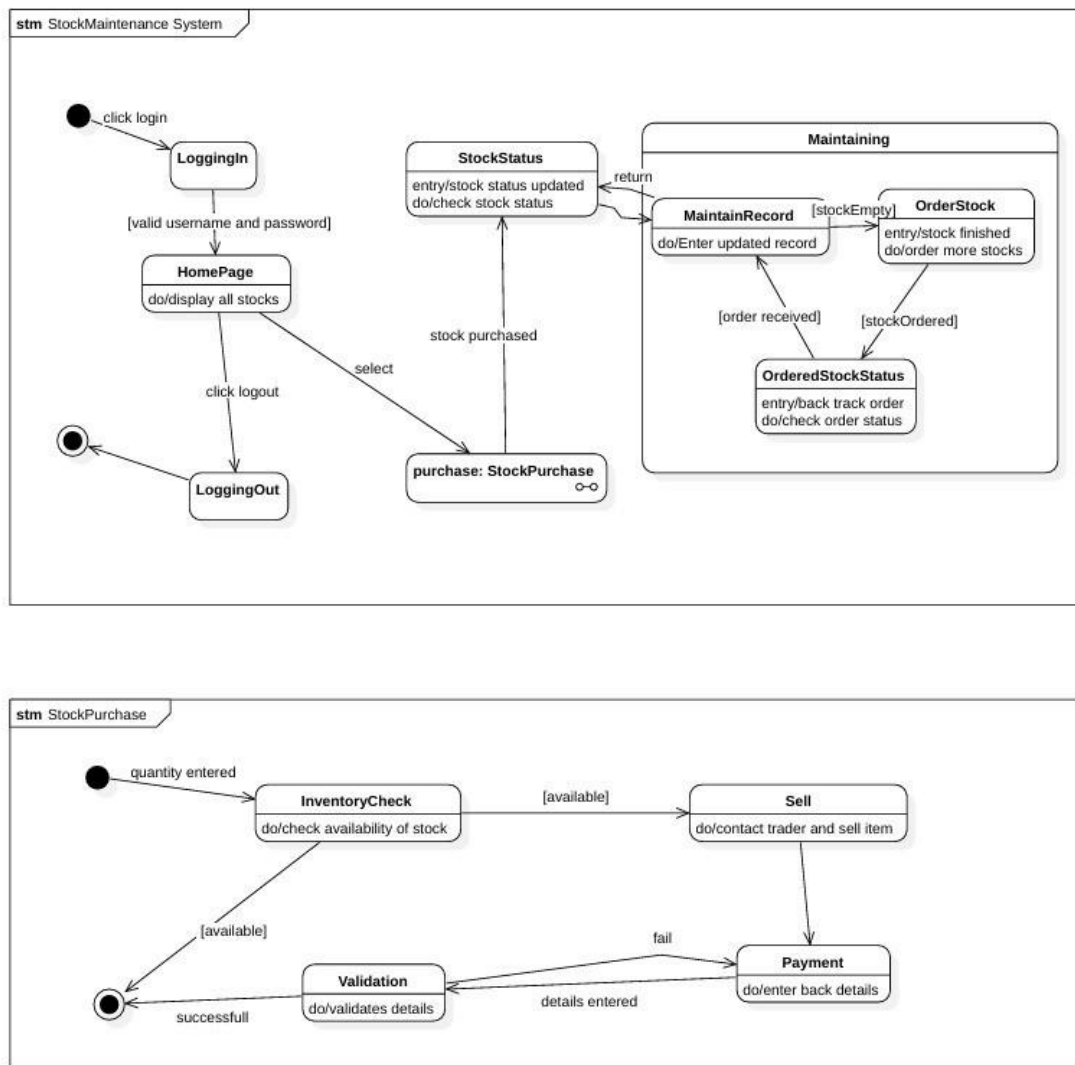 stm StockMaintenance System
click login
LoggingIn
[valid username and password]
HomePage
do/display all stocks
click logout
select
LoggingOut
StockStatus
entry/stock status updated
do/check stock status
stock purchased
purchase: StockPurchase
return
Maintaining
MaintainRecord
do/Enter updated record
[stockEmpty]
OrderStock
entry/stock finished
do/order more stocks
[order received]
[stockOrdered]
OrderedStockStatus
entry/back track order
do/check order status
stm StockPurchase
quantity entered
InventoryCheck
do/check availability of stock
[available]
Sell
do/contact trader and sell item
[available]
fail
Payment
do/enter back details
details entered
Validation
do/validates details
successfull